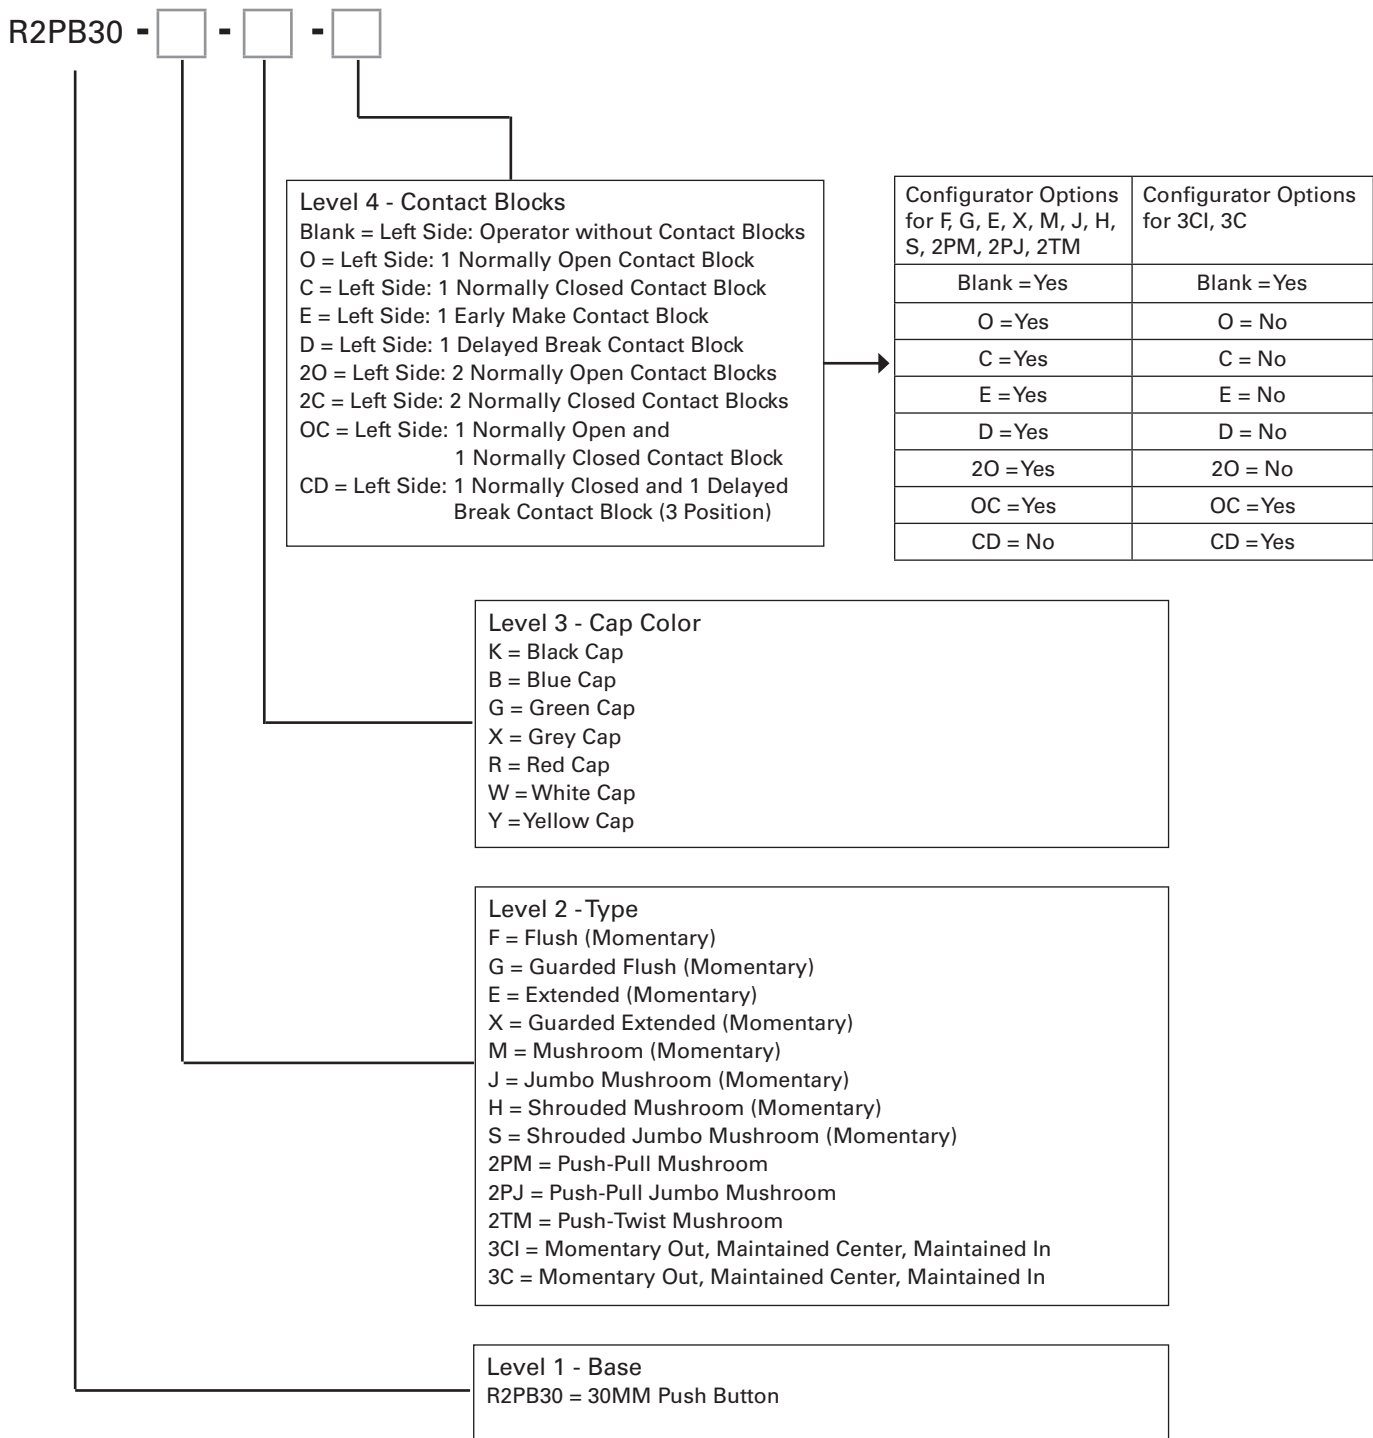 R2PB30 - - -
Level 4 - Contact Blocks
Blank = Left Side: Operator without Contact Blocks
O = Left Side: 1 Normally Open Contact Block
C = Left Side: 1 Normally Closed Contact Block
E = Left Side: 1 Early Make Contact Block
D = Left Side: 1 Delayed Break Contact Block
2O = Left Side: 2 Normally Open Contact Blocks
2C = Left Side: 2 Normally Closed Contact Blocks
OC = Left Side: 1 Normally Open and
1 Normally Closed Contact Block
CD = Left Side: 1 Normally Closed and 1 Delayed
Break Contact Block (3 Position)
Configurator Options
for F, G, E, X, M, J, H,
S, 2PM, 2PJ, 2TM
Configurator Options
for 3CI, 3C
Blank = Yes
Blank = Yes
O = Yes
O = No
C = Yes
C = No
E = Yes
E = No
D = Yes
D = No
2O = Yes
2O = No
OC = Yes
OC = Yes
CD = No
CD = Yes
Level 3 - Cap Color
K = Black Cap
B = Blue Cap
G = Green Cap
X = Grey Cap
R = Red Cap
W = White Cap
Y = Yellow Cap
Level 2 - Type
F = Flush (Momentary)
G = Guarded Flush (Momentary)
E = Extended (Momentary)
X = Guarded Extended (Momentary)
M = Mushroom (Momentary)
J = Jumbo Mushroom (Momentary)
H = Shrouded Mushroom (Momentary)
S = Shrouded Jumbo Mushroom (Momentary)
2PM = Push-Pull Mushroom
2PJ = Push-Pull Jumbo Mushroom
2TM = Push-Twist Mushroom
3CI = Momentary Out, Maintained Center, Maintained In
3C = Momentary Out, Maintained Center, Maintained In
Level 1 - Base
R2PB30 = 30MM Push Button